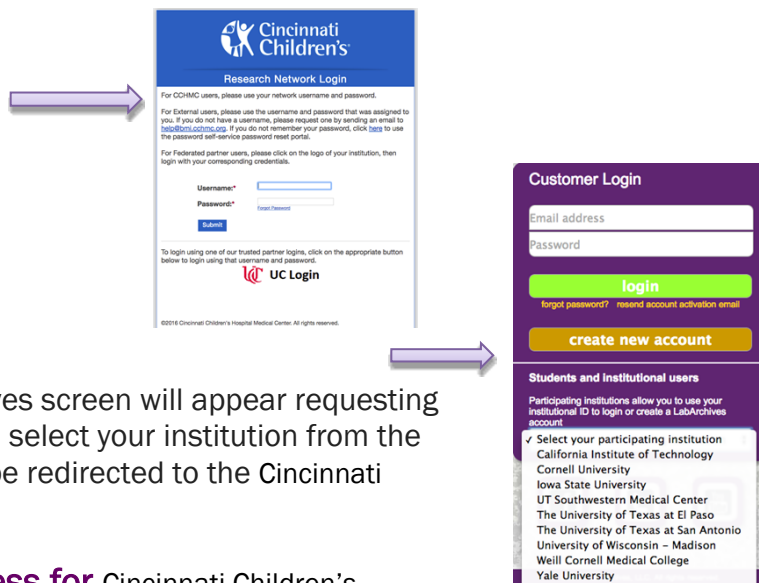 Cincinnati
Children's
Research Network Login
For CCHMC users, please use your network username and password.
For External users, please use the username and password that was assigned to
you. If you do not have a username, please request one by sending an email to
help@bmi.cchmc.org. If you do not remember your password, click here to use
the password self-service password reset portal.
For Federated partner users, please click on the logo of your institution, then
login with your corresponding credentials.
Username:*
Password:*
Forgot Password
Submit
To login using one of our trusted partner logins, click on the appropriate button
below to login using that username and password.
UC Login
©2016 Cincinnati Children's Hospital Medical Center. All rights reserved.
Customer Login
Email address
Password
login
forgot password? resend account activation email
create new account
Students and institutional users
Participating institutions allow you to use your
institutional ID to login or create a LabArchives
account
✓ Select your participating institution
California Institute of Technology
Cornell University
Iowa State University
UT Southwestern Medical Center
The University of Texas at El Paso
The University of Texas at San Antonio
University of Wisconsin – Madison
Weill Cornell Medical College
Yale University
ves screen will appear requesting
select your institution from the
be redirected to the Cincinnati
ess for Cincinnati Children's